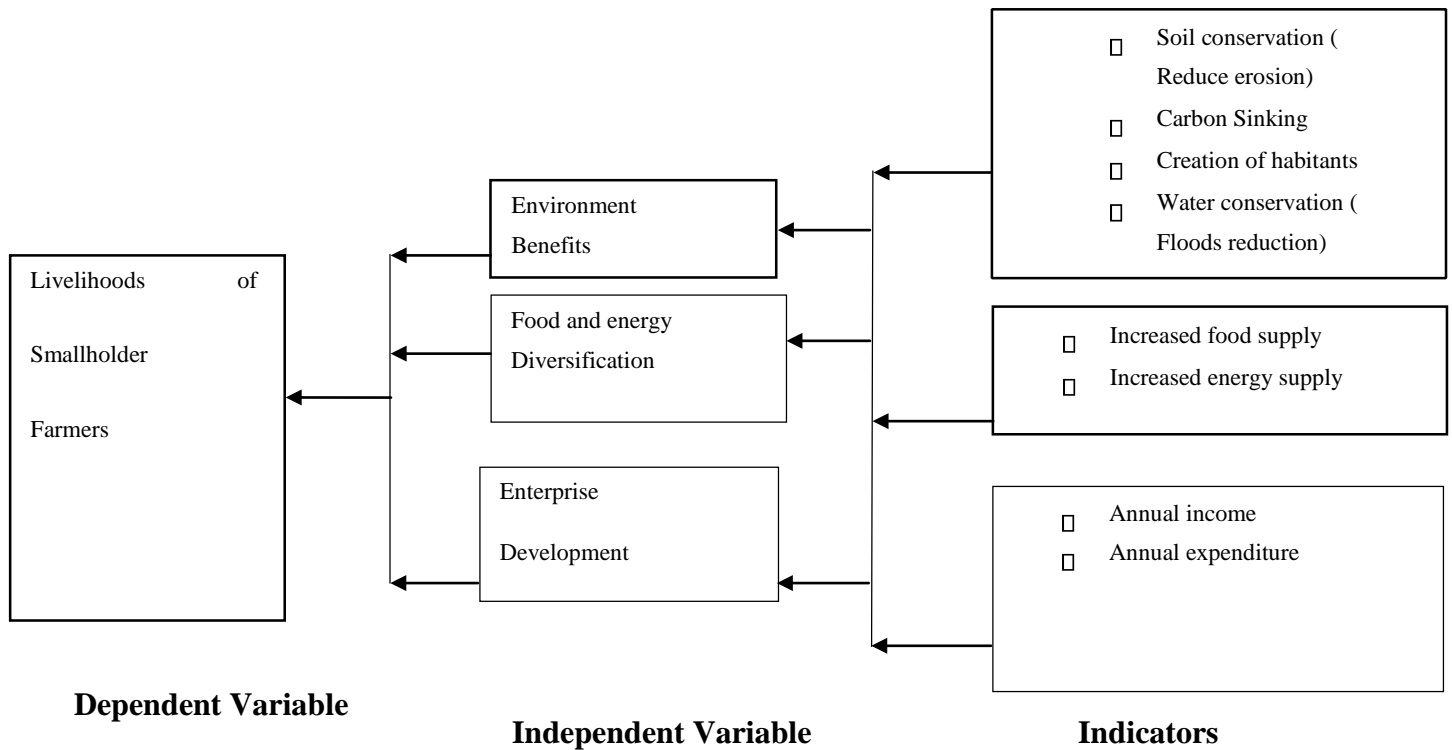 Livelihoods of
Smallholder
Farmers
Dependent Variable
Environment
Benefits
Food and energy
Diversification
Enterprise
Development
Independent Variable
Soil conservation (
Reduce erosion)
Carbon Sinking
Creation of habitants
Water conservation (
Floods reduction)
Increased food supply
Increased energy supply
Annual income
Annual expenditure
Indicators